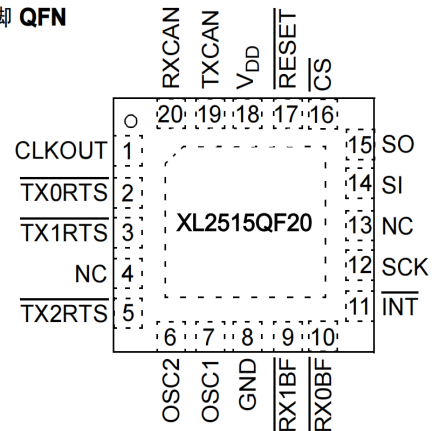 脚 QFN
RXCAN
TXCAN
VDD
RESET
CS
20 19 18 17 16
CLKOUT 1
TX0RTS 2
TX1RTS 3
NC 4
TX2RTS 5
XL2515QF20
15 SO
14 SI
13 NC
12 SCK
11 INT
6 7 8 9 10
OSC2
OSC1
GND
RX1BF
RX0BF